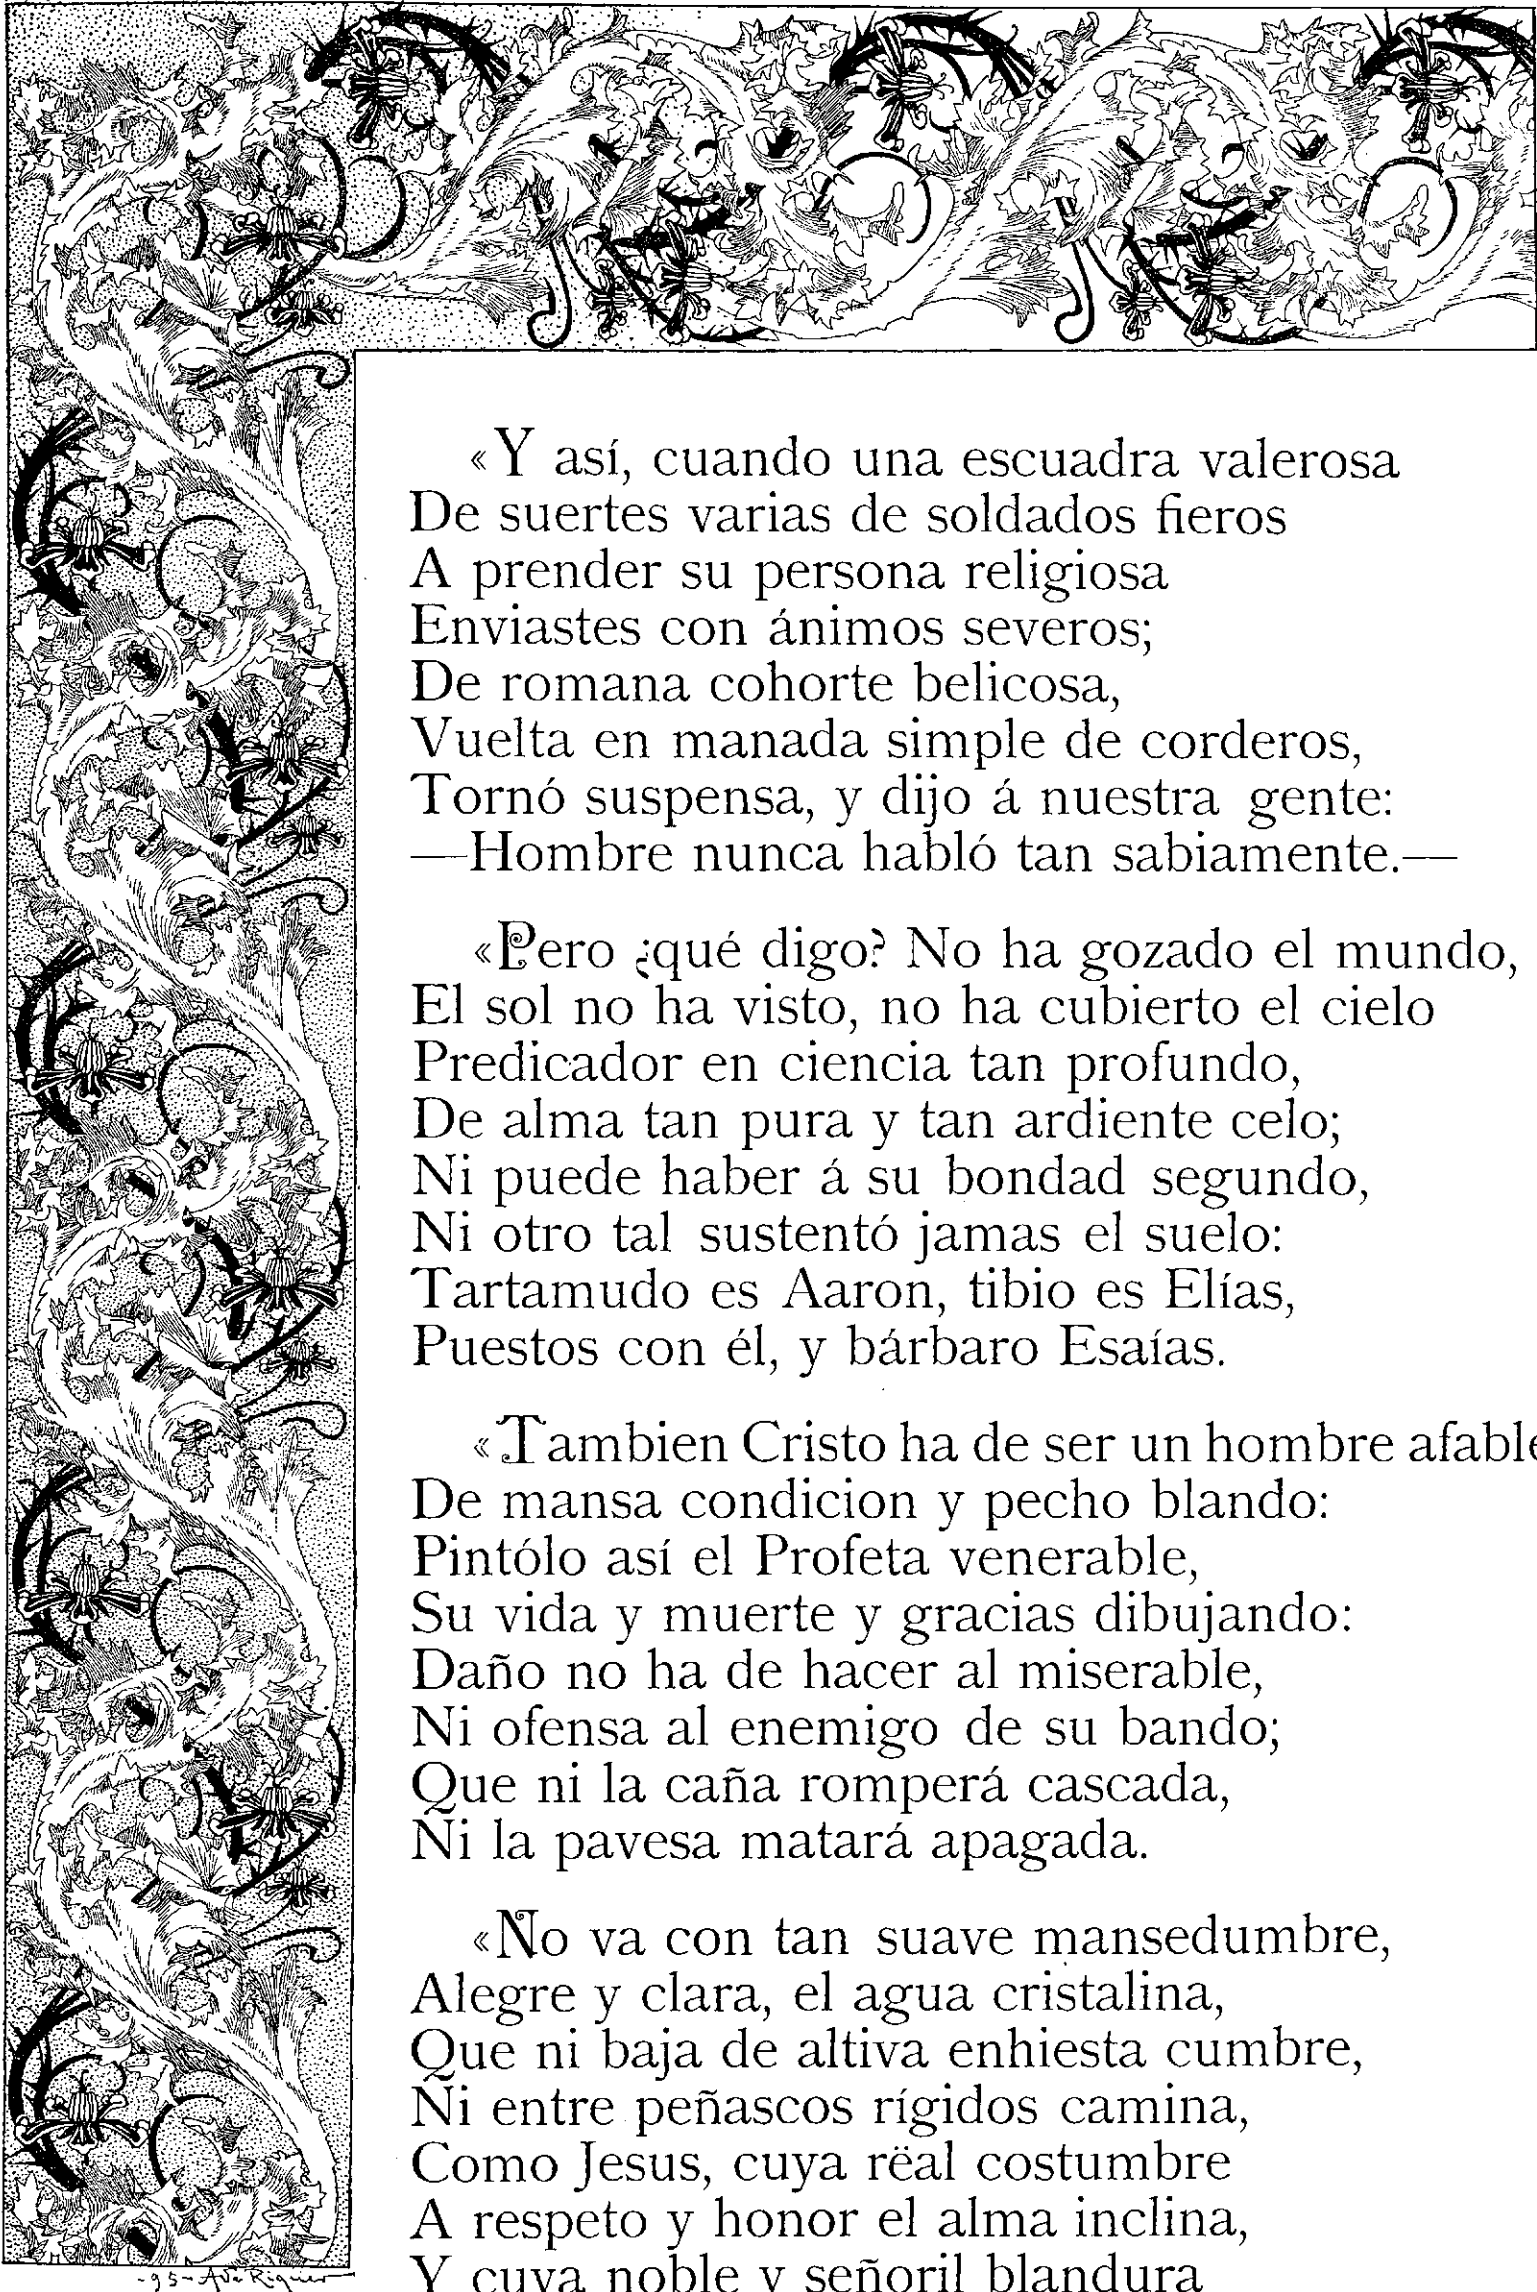 «Y así, cuando una escuadra valerosa
De suertes varias de soldados fieros
A prender su persona religiosa
Enviastes con ánimos severos;
De romana cohorte belicosa,
Vuelta en manada simple de corderos,
Tornó suspensa, y dijo á nuestra gente:
—Hombre nunca habló tan sabiamente.—
«Pero ¿qué digo? No ha gozado el mundo,
El sol no ha visto, no ha cubierto el cielo
Predicador en ciencia tan profundo,
De alma tan pura y tan ardiente celo;
Ni puede haber á su bondad segundo,
Ni otro tal sustentó jamas el suelo:
Tartamudo es Aaron, tibio es Elías,
Puestos con él, y bárbaro Esaías.
«Tambien Cristo ha de ser un hombre afable
De mansa condicion y pecho blando:
Pintólo así el Profeta venerable,
Su vida y muerte y gracias dibujando:
Daño no ha de hacer al miserable,
Ni ofensa al enemigo de su bando;
Que ni la caña romperá cascada,
Ni la pavesa matará apagada.
«No va con tan suave mansedumbre,
Alegre y clara, el agua cristalina,
Que ni baja de altiva enhiesta cumbre,
Ni entre peñascos rígidos camina,
Como Jesus, cuya rëal costumbre
A respeto y honor el alma inclina,
Y cuya noble y señoril blandura
-95- A. de Riquer